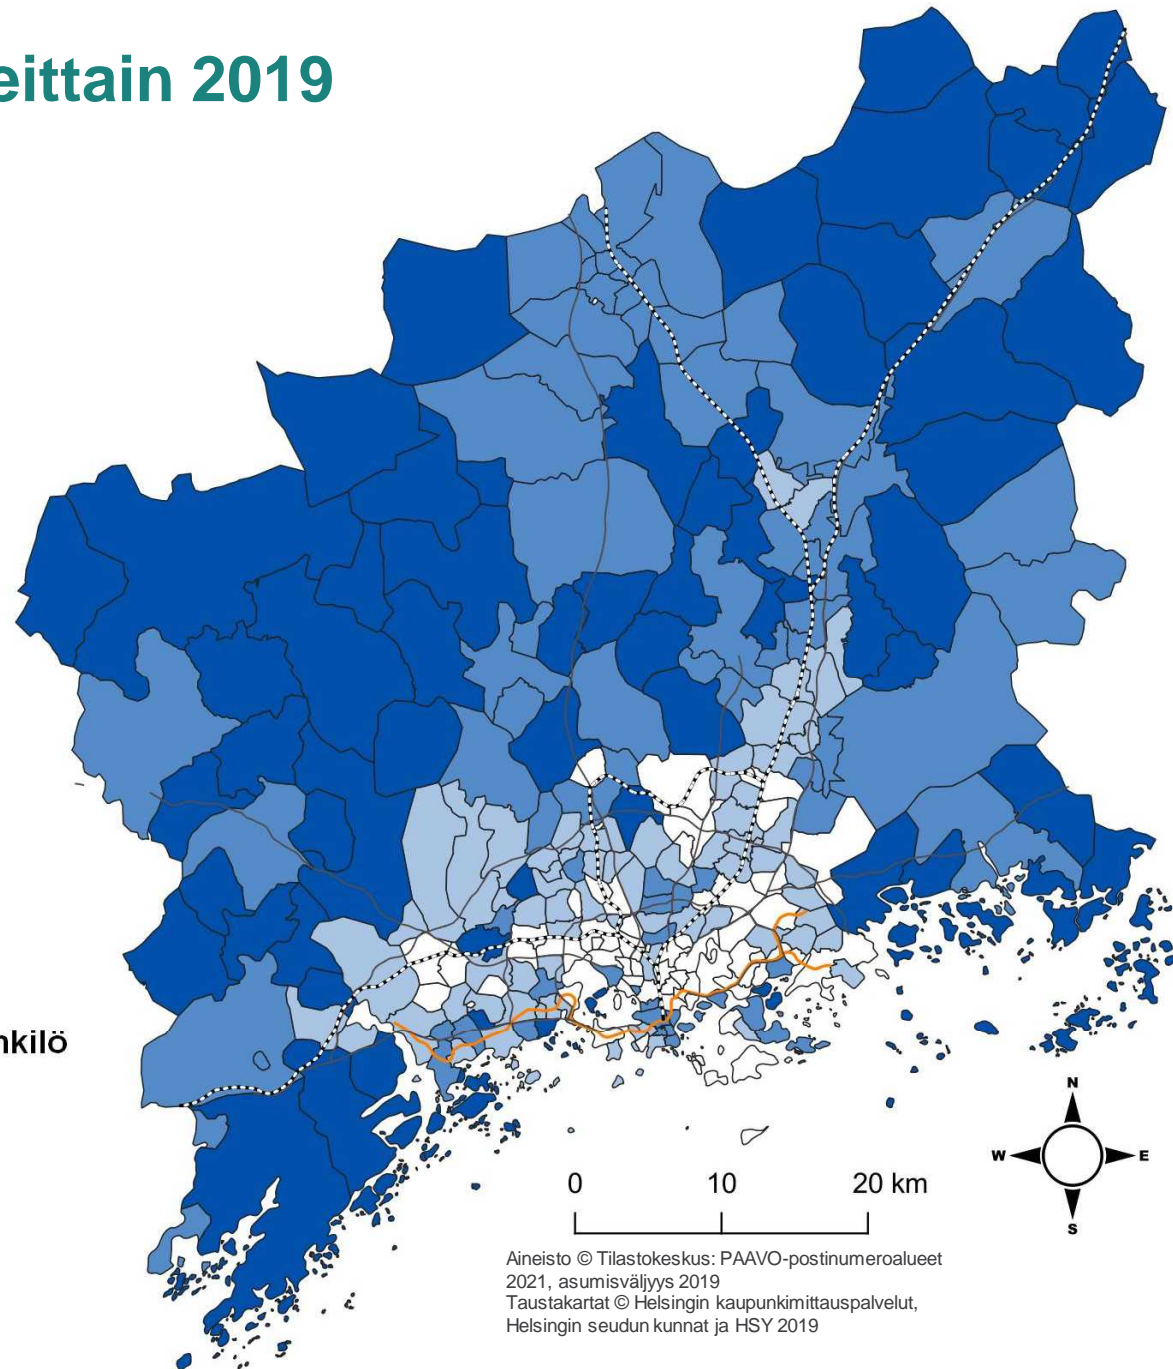 eittain 2019
nkilö
N
W E
S
0 10 20 km
Aineisto © Tilastokeskus: PAAVO-postinumeroalueet
2021, asumisväljyys 2019
Taustakartat © Helsingin kaupunkimittauspalvelut,
Helsingin seudun kunnat ja HSY 2019